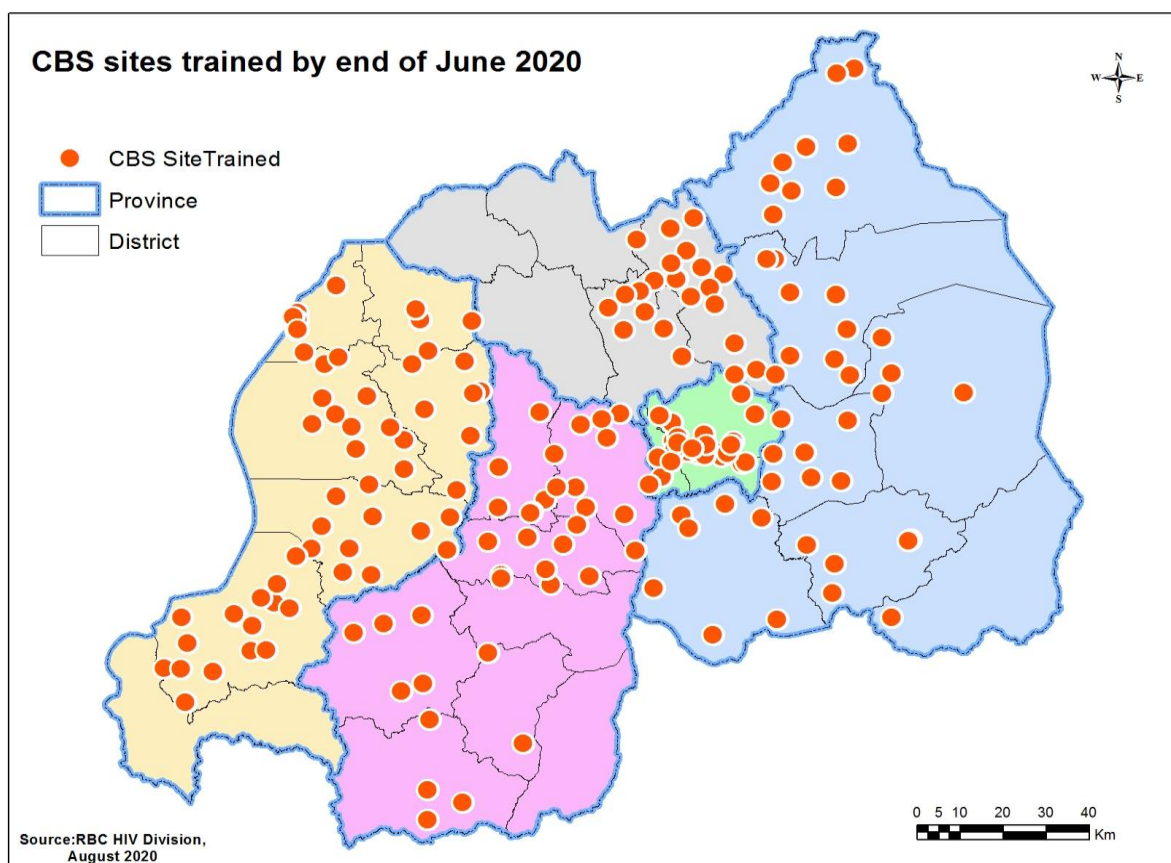 CBS sites trained by end of June 2020
N
W E
S
CBS SiteTrained
Province
District
0 5 10 20 30 40
Km
Source:RBC HIV Division,
August 2020